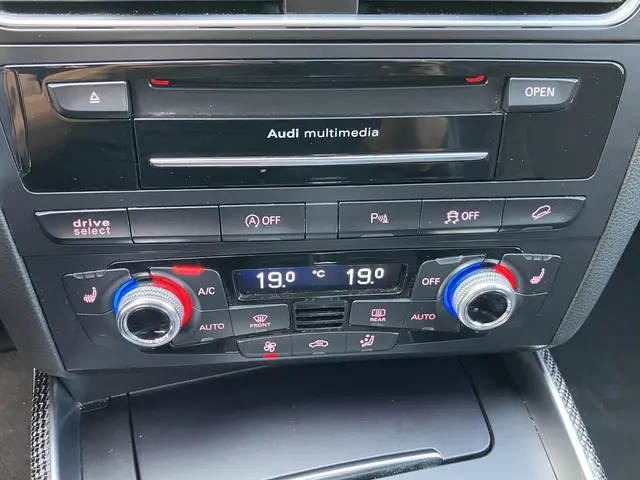 OPEN
Audi multimedia
drive
select
A OFF
P
OFF
19.0 °C 19.0
A/C
OFF
AUTO
FRONT
REAR
AUTO